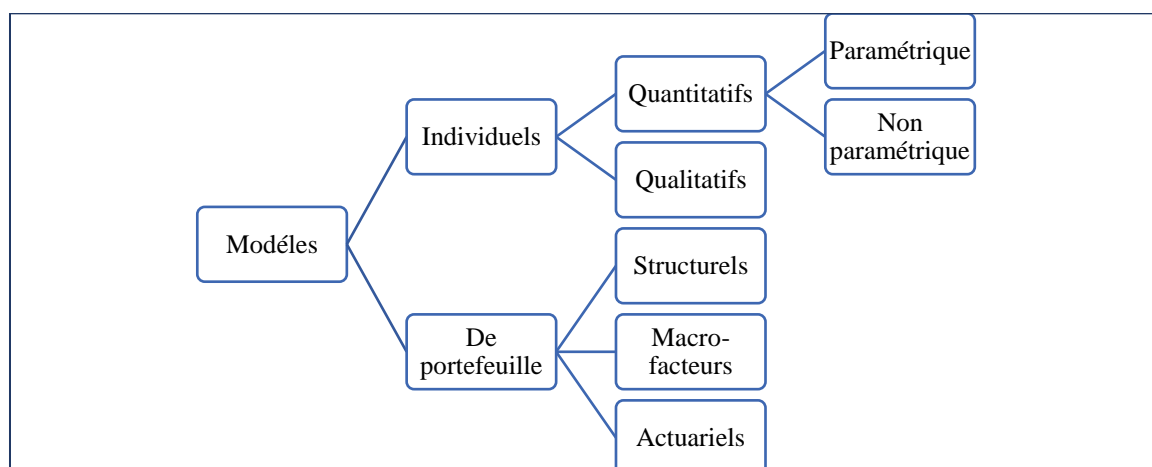 Modéles
Individuels
Quantitatifs
Paramétrique
Non
paramétrique
Qualitatifs
De
portefeuille
Structurels
Macro-
facteurs
Actuariels